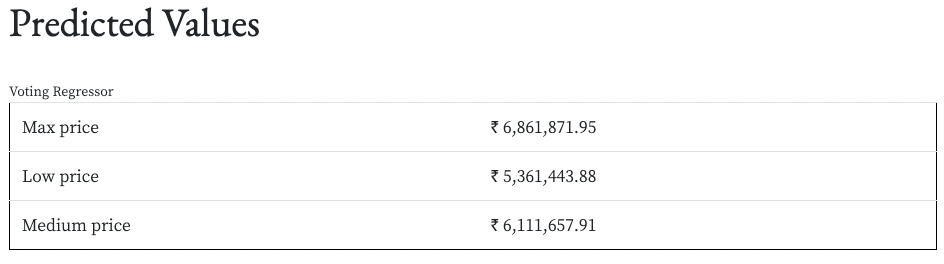 Predicted Values
Voting Regressor
Max price ₹ 6,861,871.95
Low price ₹ 5,361,443.88
Medium price ₹ 6,111,657.91